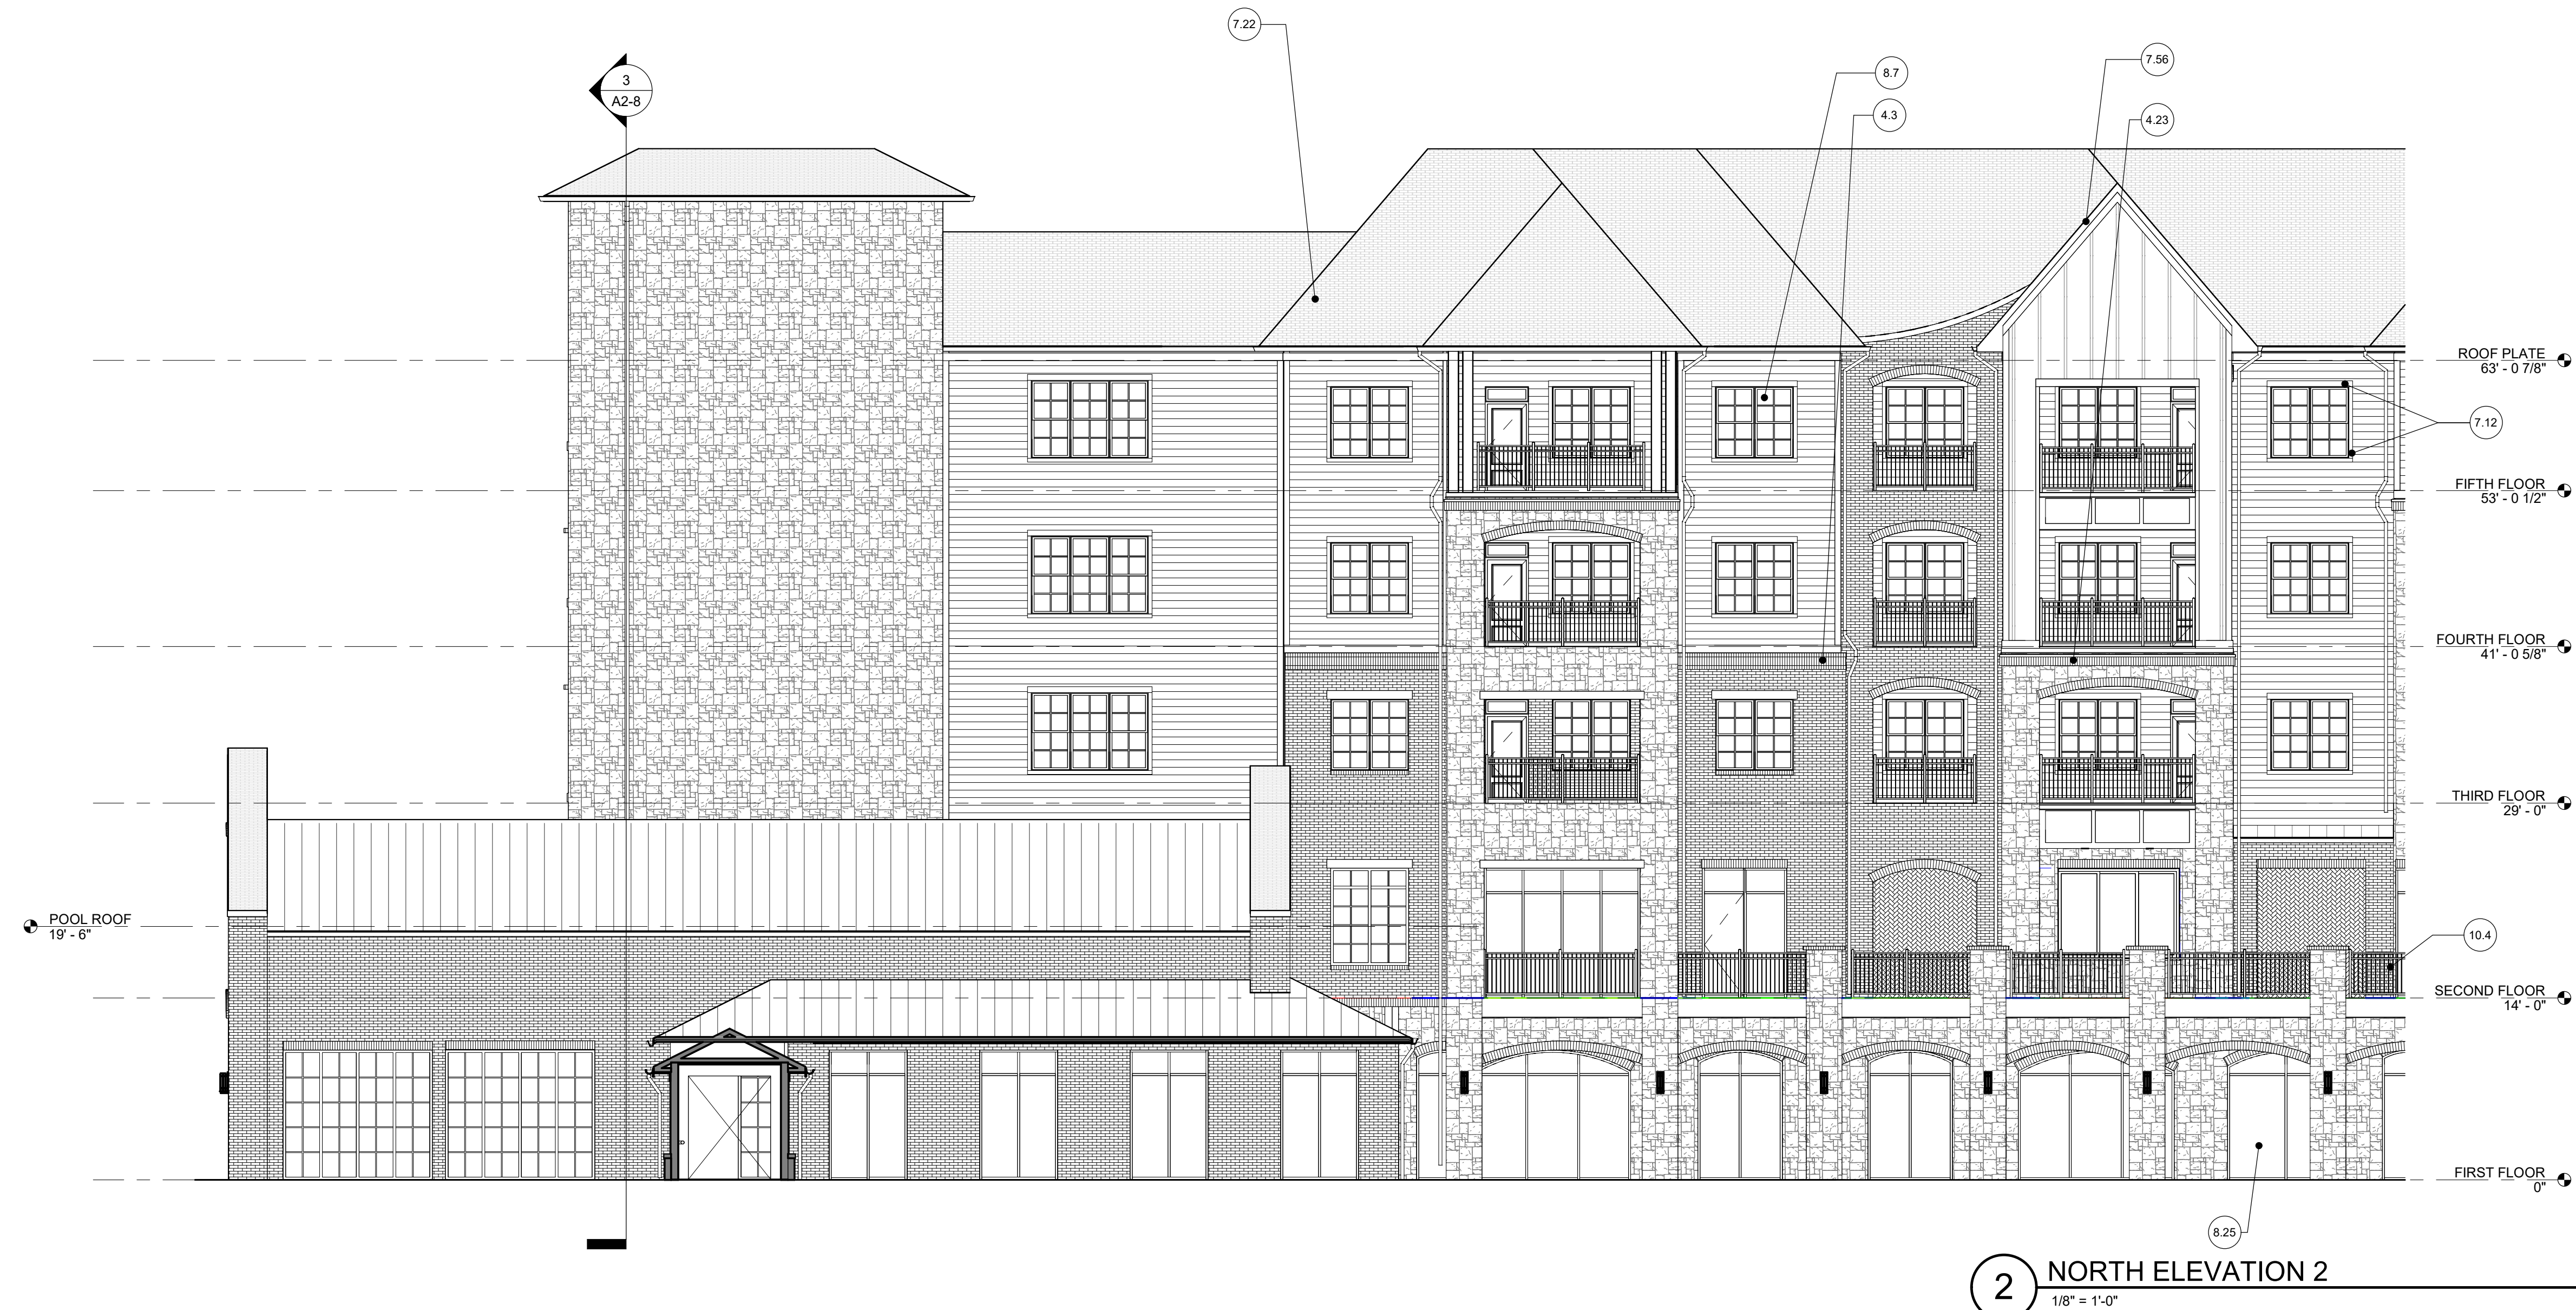 7.22
3
A2-8
8.7
4.3
7.56
4.23
ROOF PLATE
63' - 0 7/8"
7.12
FIFTH FLOOR
53' - 0 1/2"
FOURTH FLOOR
41' - 0 5/8"
THIRD FLOOR
29' - 0"
POOL ROOF
19' - 6"
10.4
SECOND FLOOR
14' - 0"
FIRST FLOOR
0"
8.25
2
NORTH ELEVATION 2
1/8" = 1'-0"